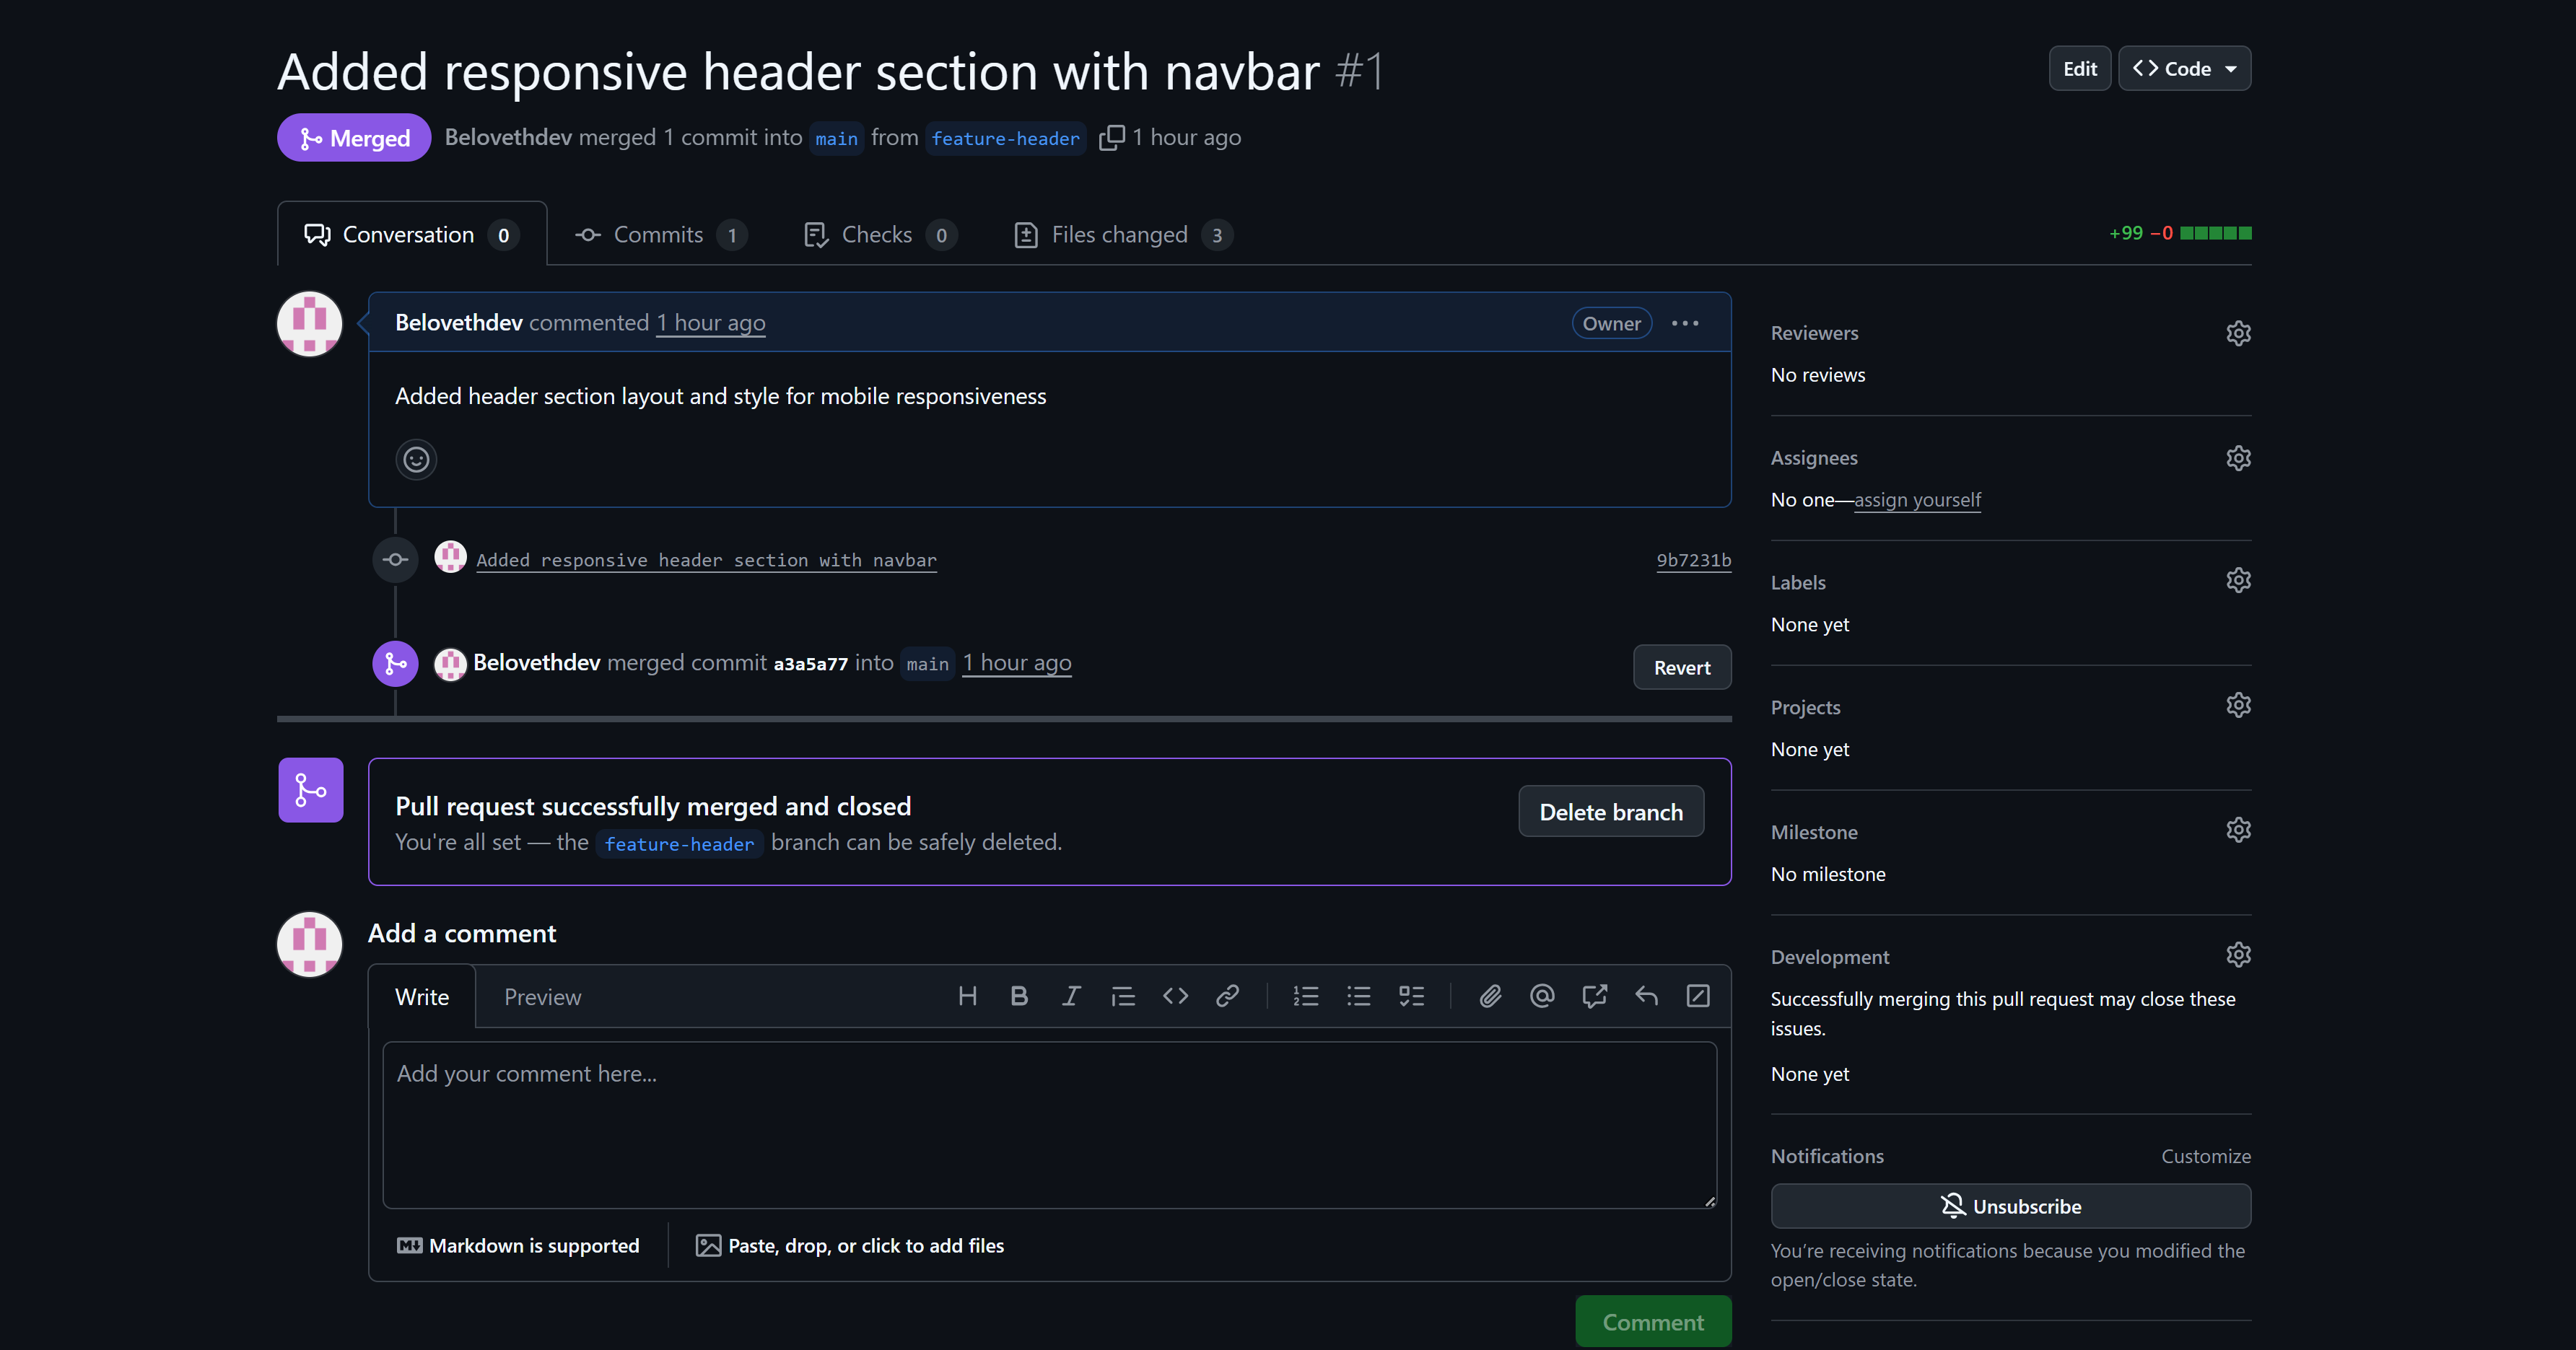 Added responsive header section with navbar #1
Edit
Code
Merged
Belovethdev merged 1 commit into main from feature-header 1 hour ago
Conversation 0
Commits 1
Checks 0
Files changed 3
+99 −0
Belovethdev commented 1 hour ago
Owner
Added header section layout and style for mobile responsiveness
Added responsive header section with navbar
9b7231b
Belovethdev merged commit a3a5a77 into main 1 hour ago
Revert
Pull request successfully merged and closed
You're all set — the feature-header branch can be safely deleted.
Delete branch
Add a comment
Write
Preview
Add your comment here...
Markdown is supported
Paste, drop, or click to add files
Comment
Reviewers
No reviews
Assignees
No one—assign yourself
Labels
None yet
Projects
None yet
Milestone
No milestone
Development
Successfully merging this pull request may close these
issues.
None yet
Notifications
Customize
Unsubscribe
You’re receiving notifications because you modified the
open/close state.